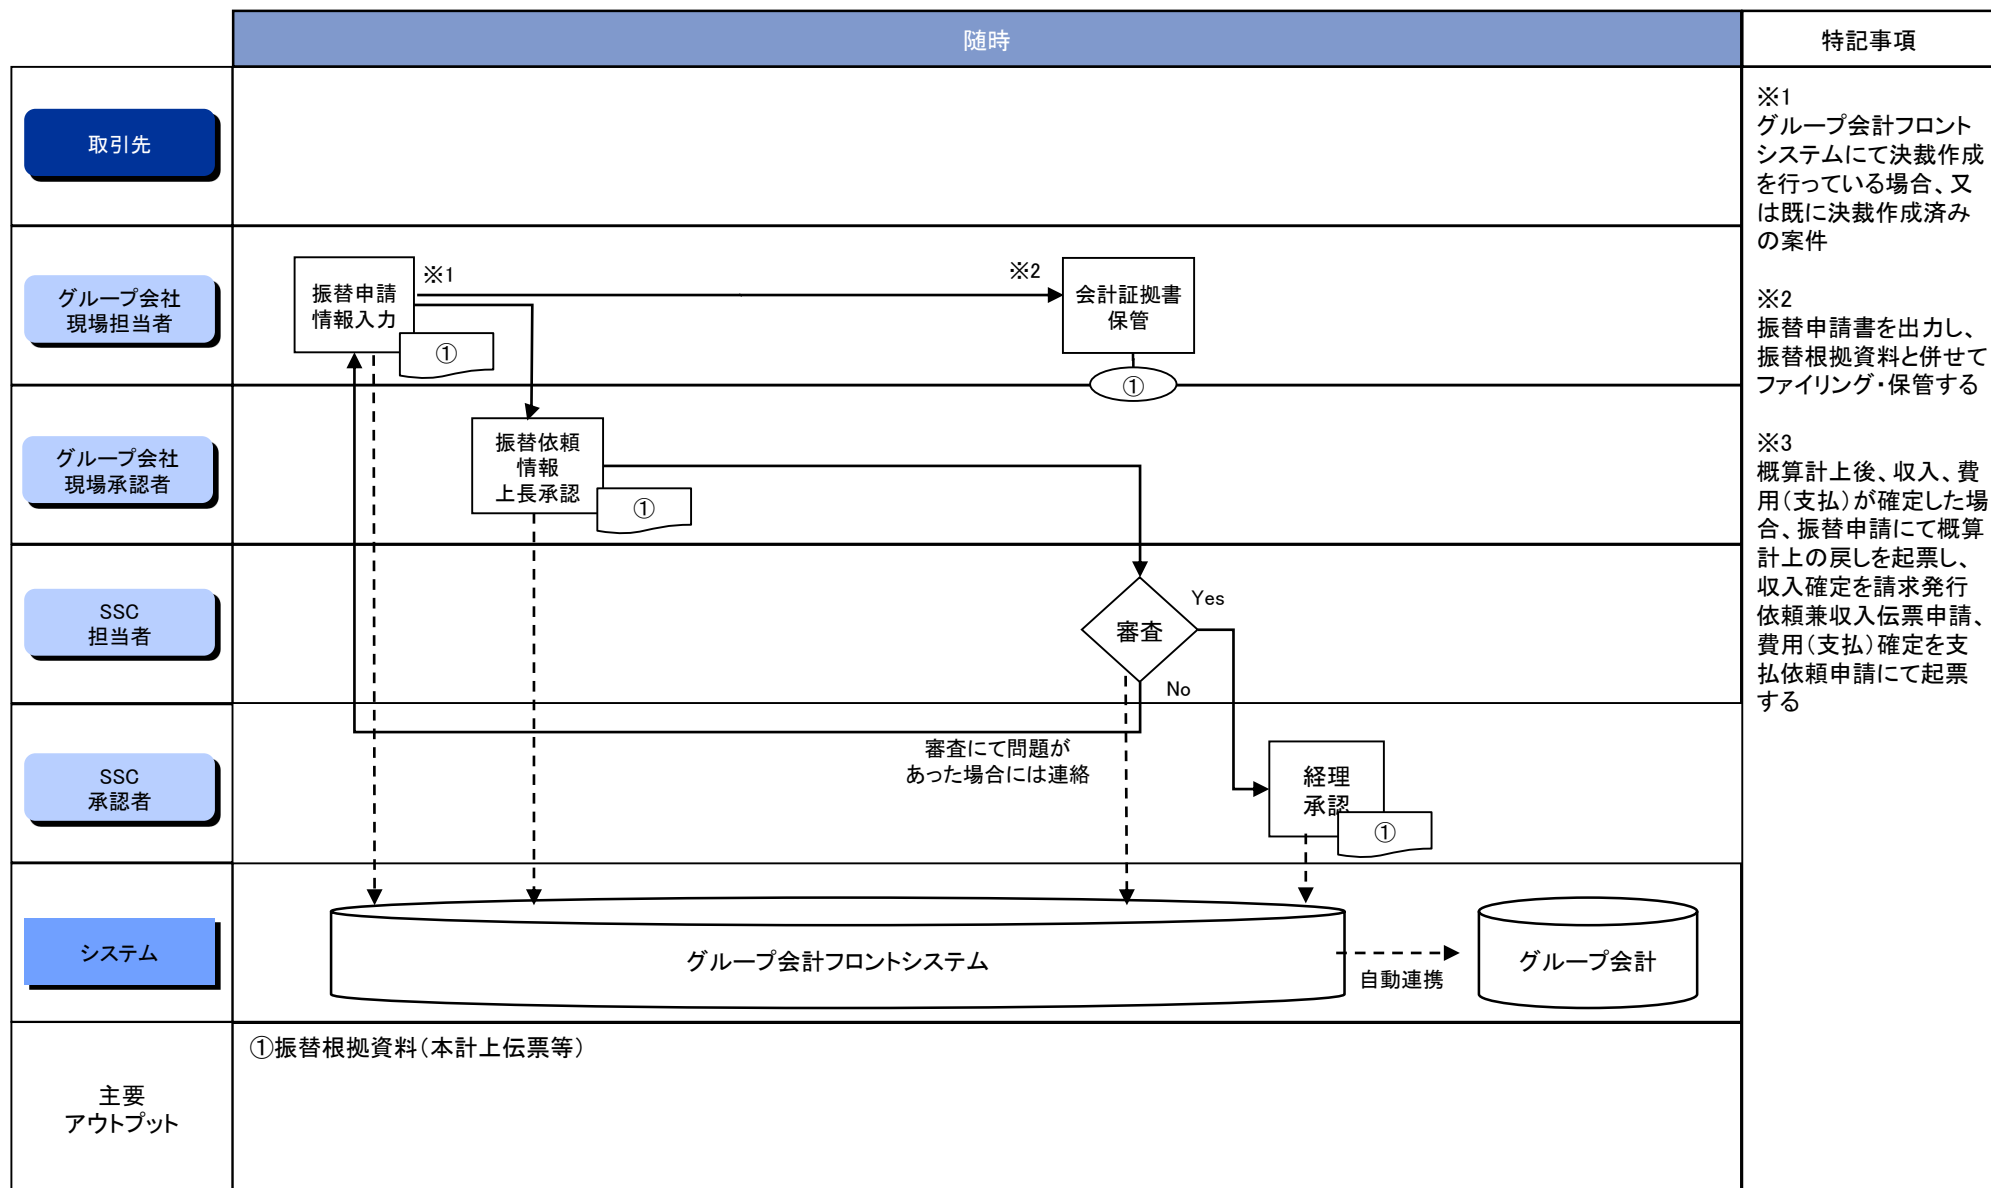 随時
特記事項
取引先
グループ会社
現場担当者
グループ会社
現場承認者
SSC
担当者
SSC
承認者
システム
主要
アウトプット
振替申請
情報入力
※1
①
※2
会計証拠書
保管
①
振替依頼
情報
上長承認
①
審査
Yes
No
審査にて問題が
あった場合には連絡
経理
承認
①
グループ会計フロントシステム
自動連携
グループ会計
①振替根拠資料(本計上伝票等)
※1
グループ会計フロント
システムにて決裁作成
を行っている場合、又
は既に決裁作成済み
の案件
※2
振替申請書を出力し、
振替根拠資料と併せて
ファイリング・保管する
※3
概算計上後、収入、費
用(支払)が確定した場
合、振替申請にて概算
計上の戻しを起票し、
収入確定を請求発行
依頼兼収入伝票申請、
費用(支払)確定を支
払依頼申請にて起票
する